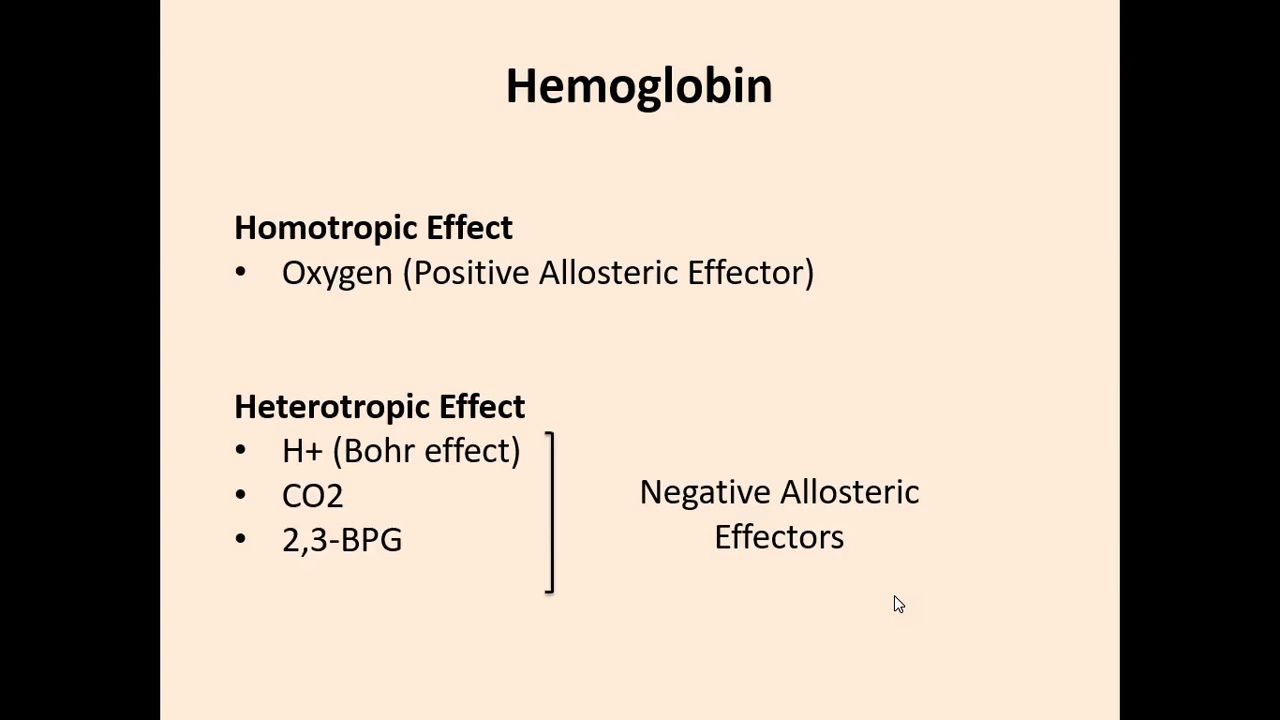 Hemoglobin
Homotropic Effect
• Oxygen (Positive Allosteric Effector)
Heterotropic Effect
• H+ (Bohr effect)
• CO2
• 2,3-BPG
Negative Allosteric
Effectors